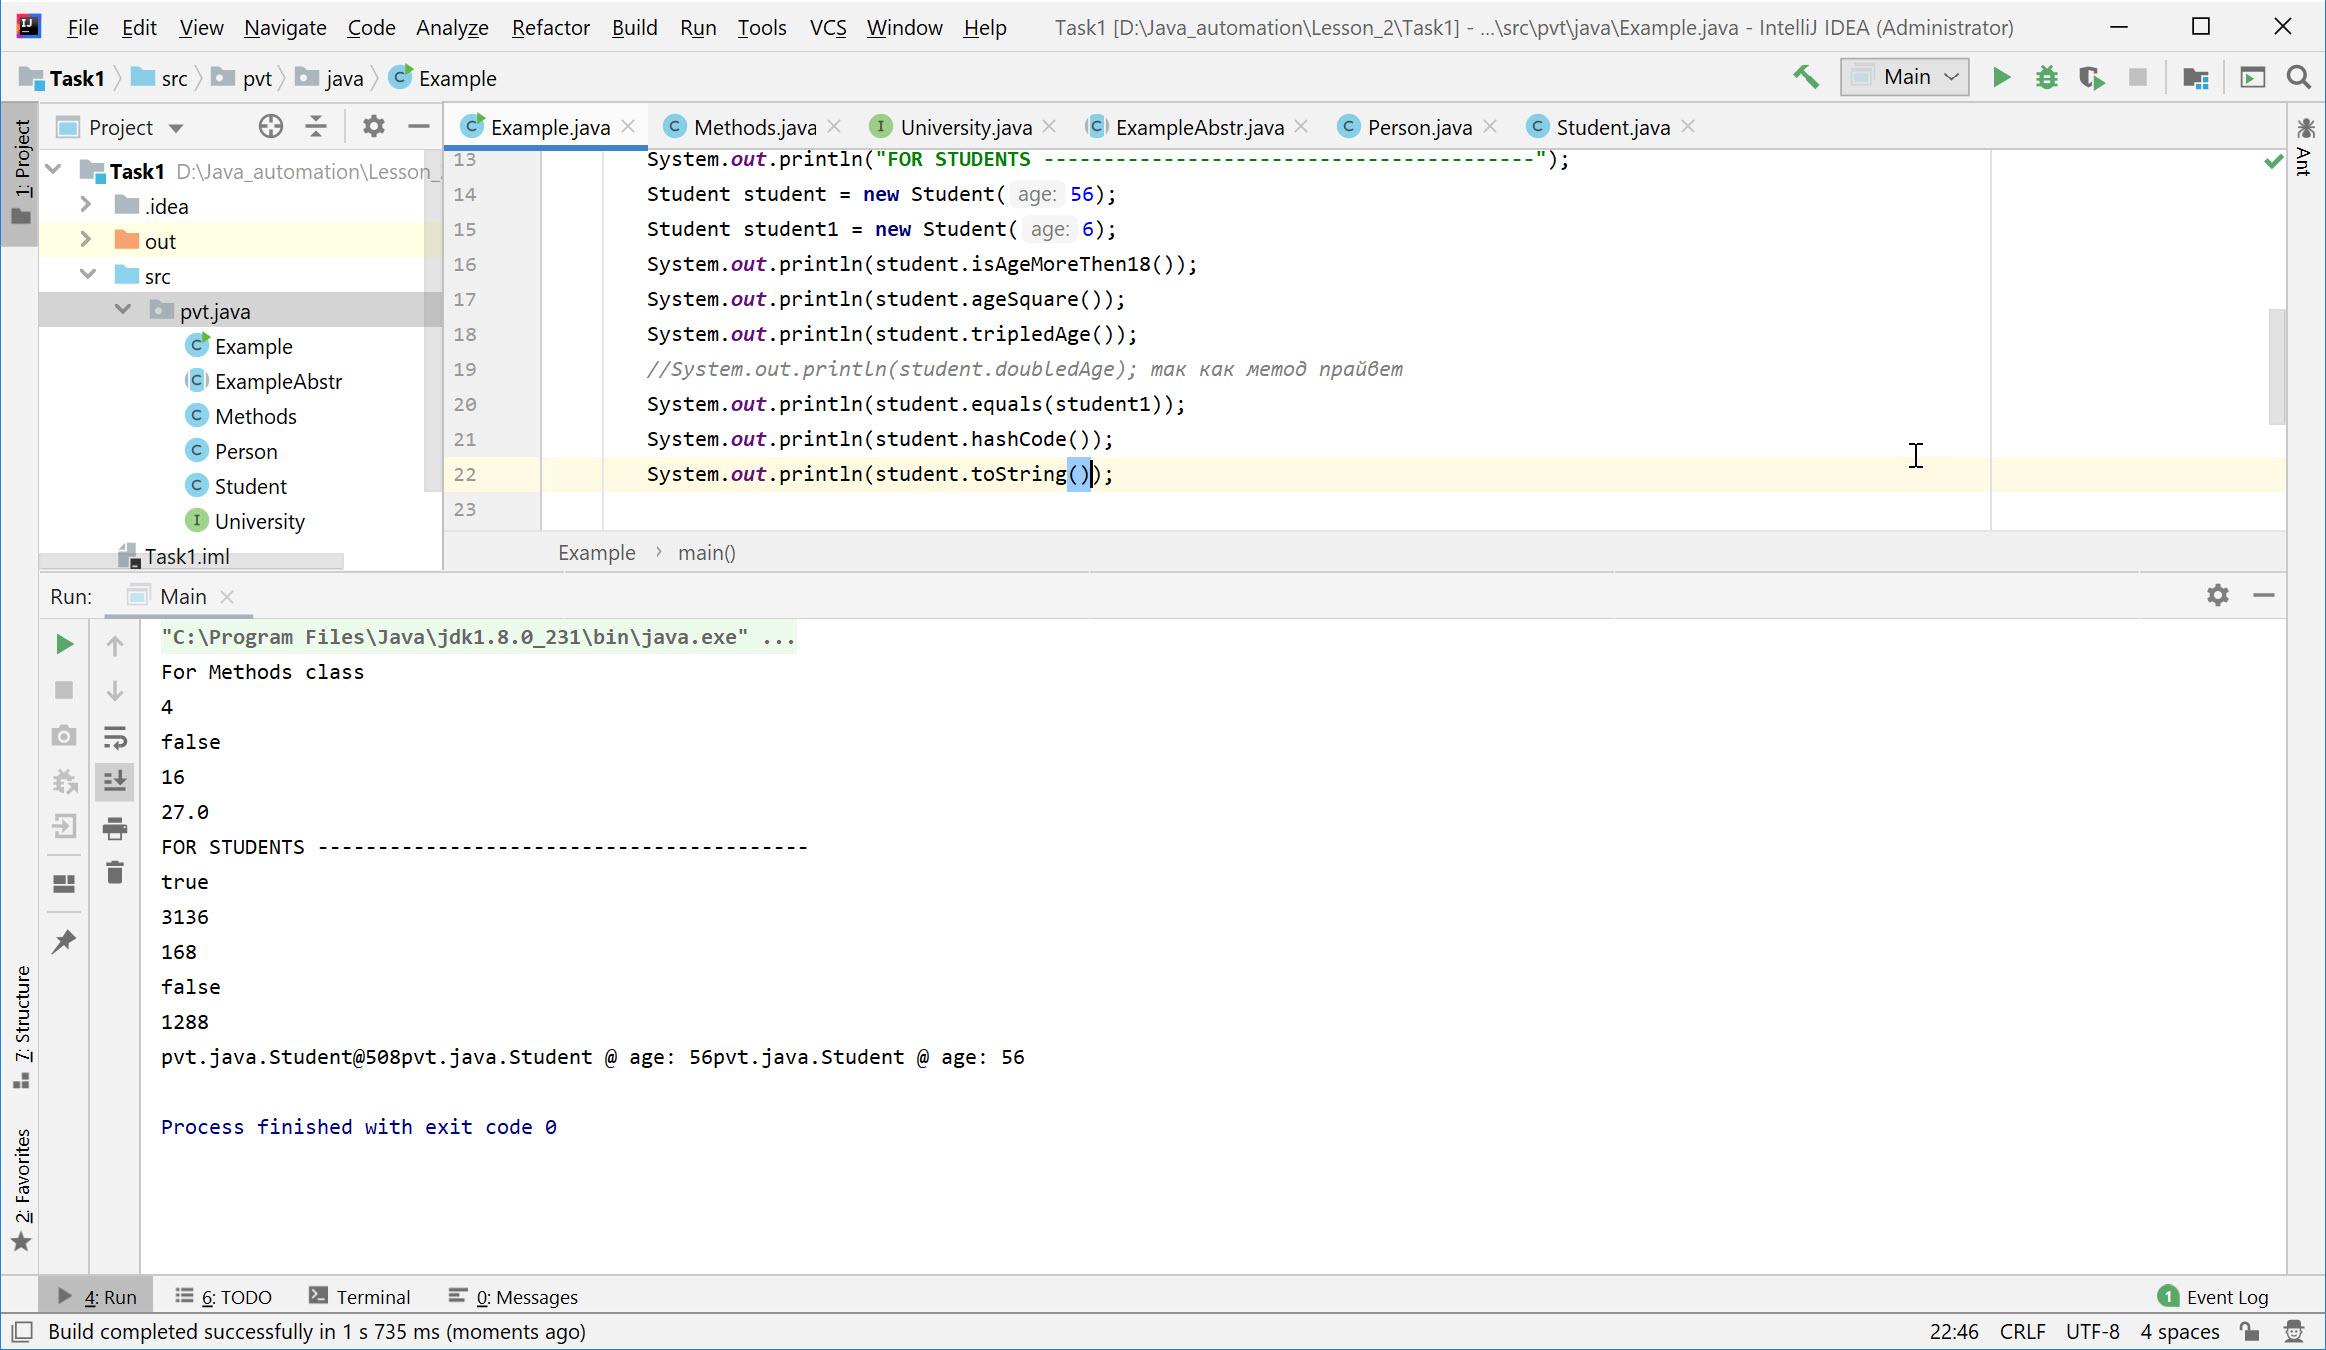 File Edit View Navigate Code Analyze Refactor Build Run Tools VCS Window Help Task1 [D:\Java_automation\Lesson_2\Task1] - ...\src\pvt\java\Example.java - IntelliJ IDEA (Administrator)
Task1 src pvt java Example Main
1: Project
Project
Example.java Methods.java University.java ExampleAbstr.java Person.java Student.java
Ant
Task1 D:\Java_automation\Lesson_
.idea
out
src
pvt.java
Example
ExampleAbstr
Methods
Person
Student
University
Task1.iml
13 System.out.println("FOR STUDENTS -----------------------------------------");
14 Student student = new Student( age: 56);
15 Student student1 = new Student( age: 6);
16 System.out.println(student.isAgeMoreThen18());
17 System.out.println(student.ageSquare());
18 System.out.println(student.tripledAge());
19 //System.out.println(student.doubledAge); так как метод прайвет
20 System.out.println(student.equals(student1));
21 System.out.println(student.hashCode());
22 System.out.println(student.toString());
23
Example › main()
Run: Main
"C:\Program Files\Java\jdk1.8.0_231\bin\java.exe" ...
For Methods class
4
false
16
27.0
FOR STUDENTS -----------------------------------------
true
3136
168
false
1288
pvt.java.Student@508pvt.java.Student @ age: 56pvt.java.Student @ age: 56
Process finished with exit code 0
7: Structure
2: Favorites
4: Run 6: TODO Terminal 0: Messages 1 Event Log
Build completed successfully in 1 s 735 ms (moments ago) 22:46 CRLF UTF-8 4 spaces